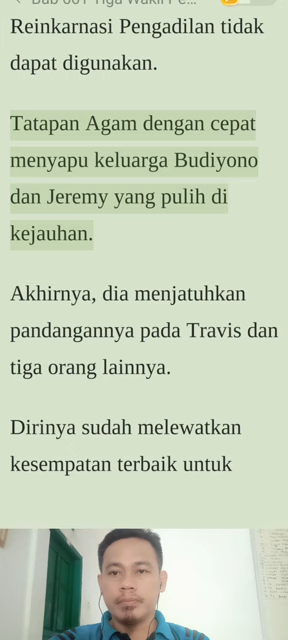 Reinkarnasi Pengadilan tidak
dapat digunakan.
Tatapan Agam dengan cepat
menyapu keluarga Budiyono
dan Jeremy yang pulih di
kejauhan.
Akhirnya, dia menjatuhkan
pandangannya pada Travis dan
tiga orang lainnya.
Dirinya sudah melewatkan
kesempatan terbaik untuk